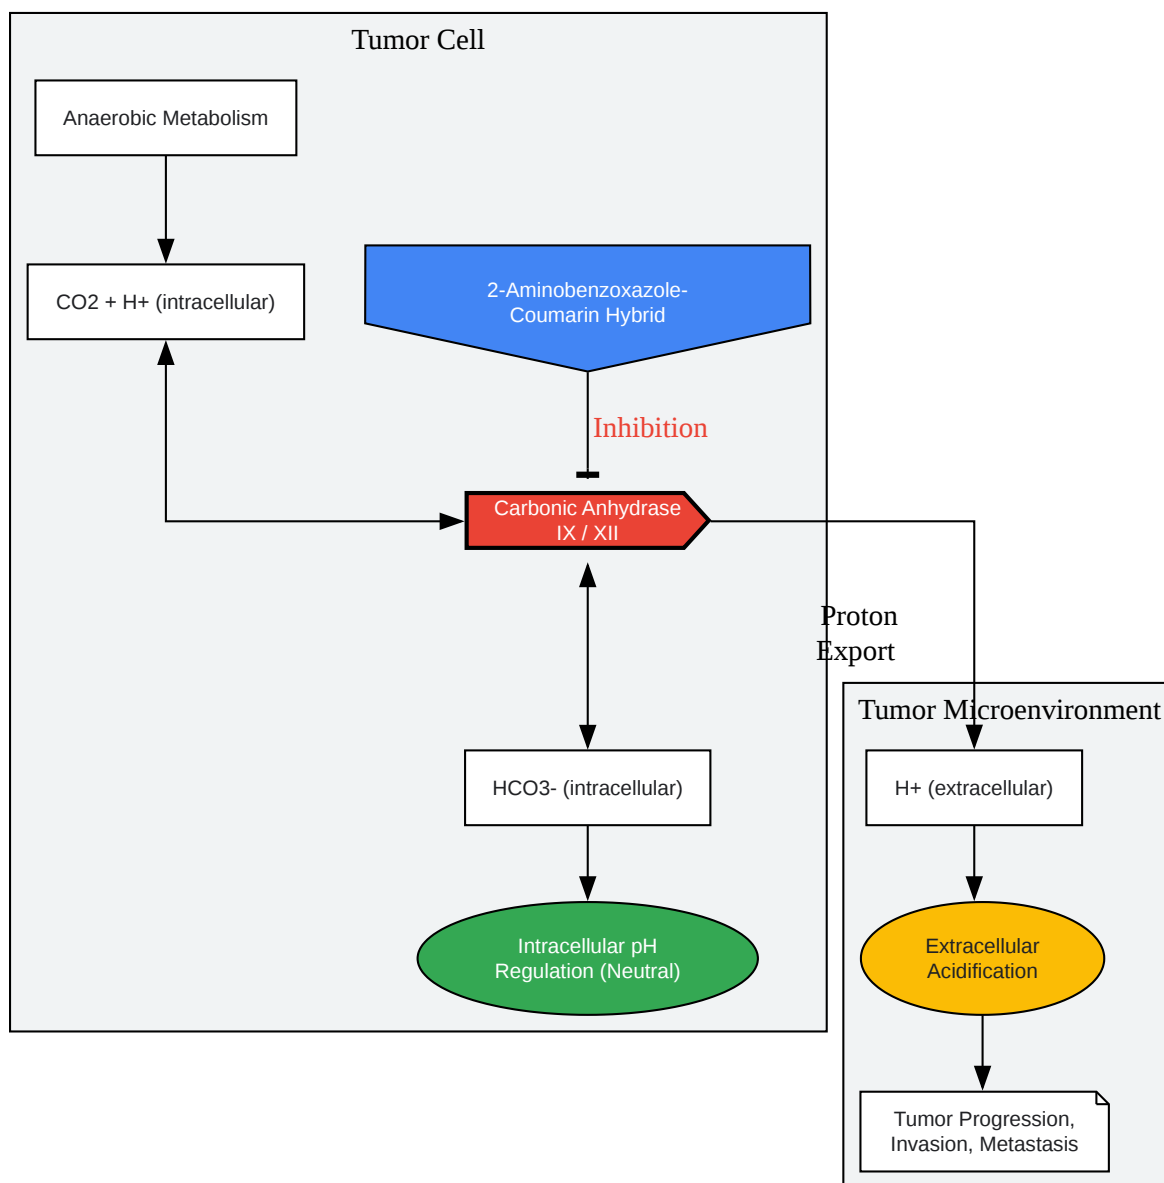 Tumor Cell
Anaerobic Metabolism
CO2 + H+ (intracellular)
2-Aminobenzoxazole-
Coumarin Hybrid
Inhibition
Carbonic Anhydrase
IX / XII
Proton
Export
Tumor Microenvironment
HCO3- (intracellular)
H+ (extracellular)
Intracellular pH
Regulation (Neutral)
Extracellular
Acidification
Tumor Progression,
Invasion, Metastasis